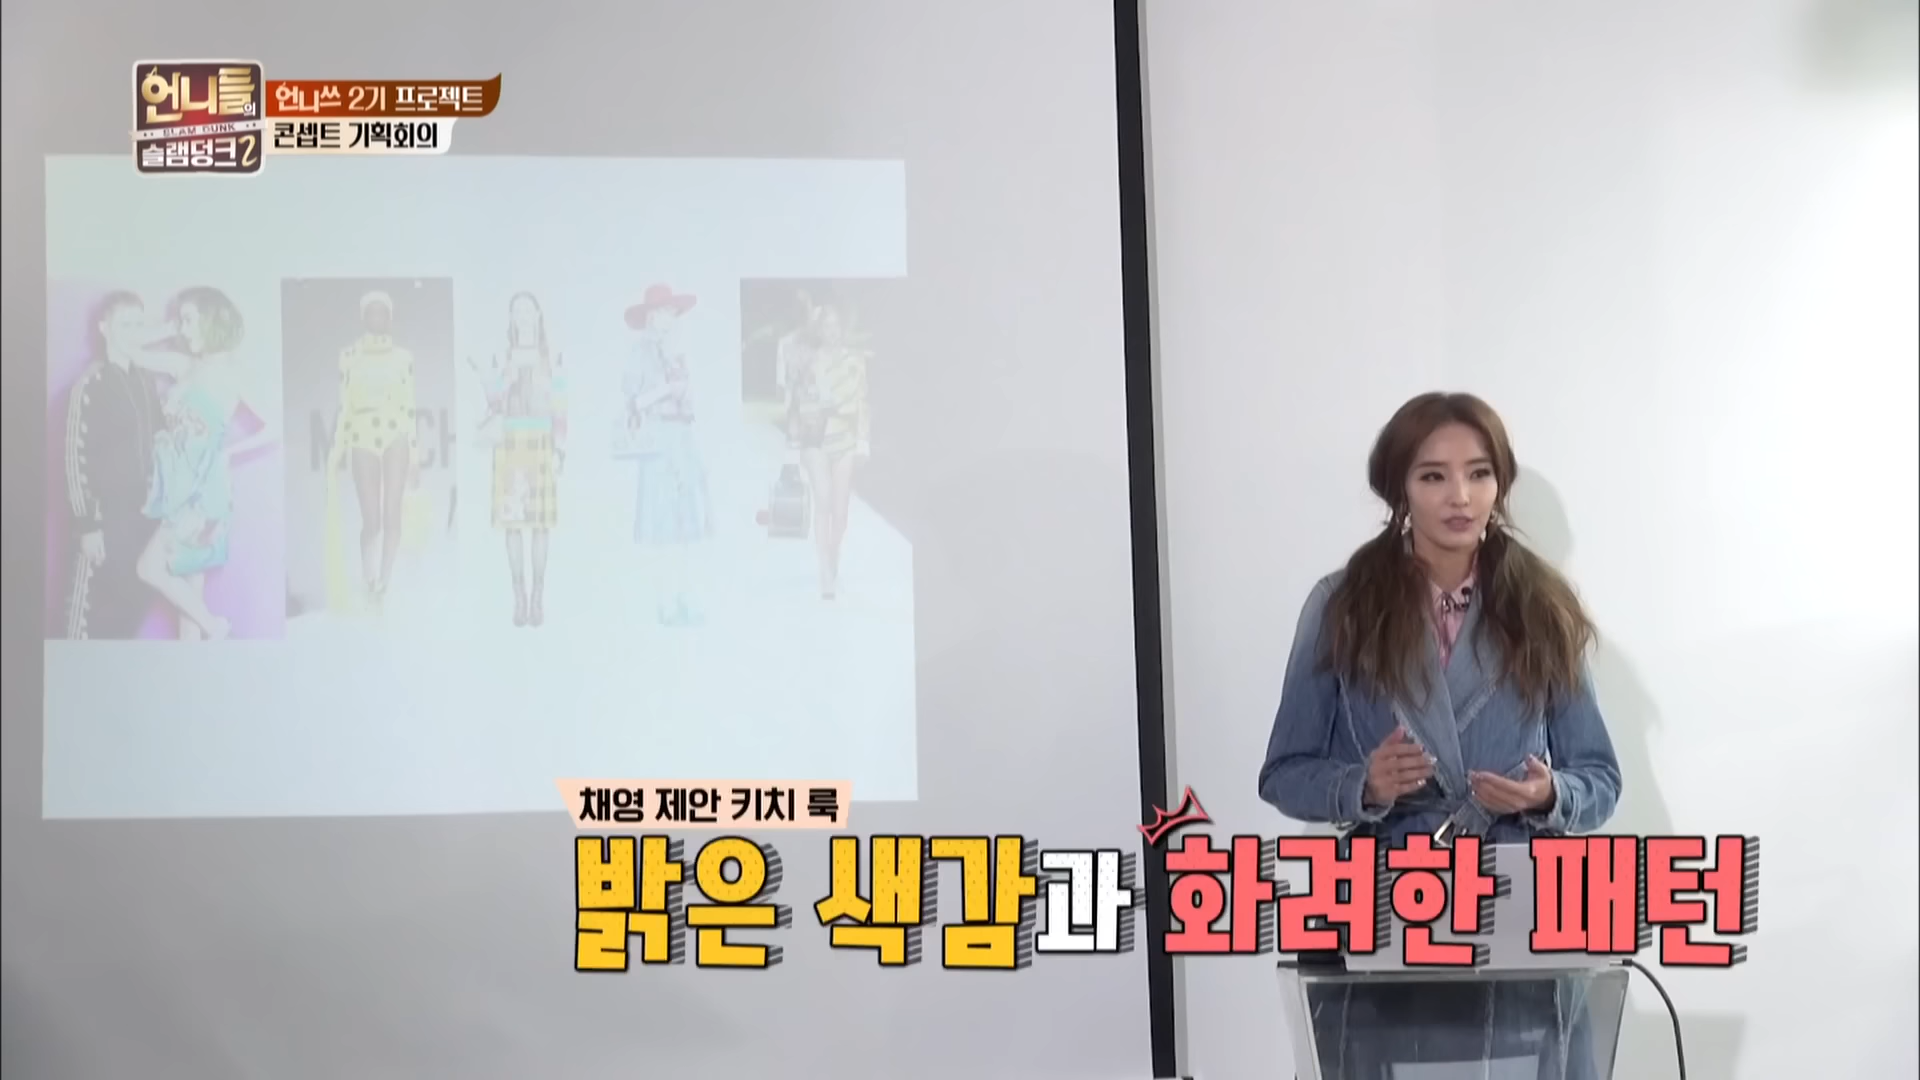 언니들의
SLAM DUNK
슬램덩크2
언니쓰 2기 프로젝트
콘셉트 기획회의
채영 제안 키치 룩
밝은 색감과 화려한 패턴